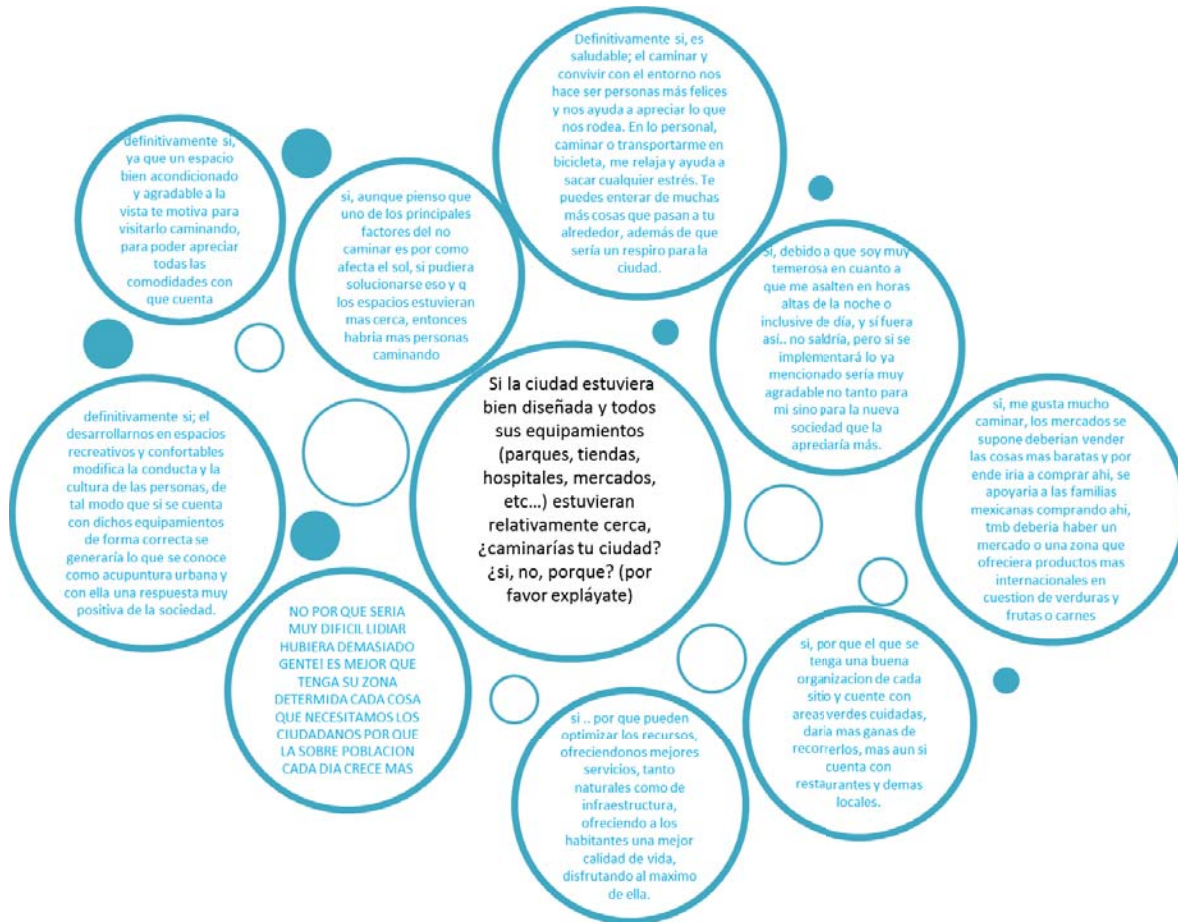 Definitivamente si, es
saludable; el caminar y
convivir con el entorno nos
hace ser personas más felices
y nos ayuda a apreciar lo que
nos rodea. En lo personal,
caminar o transportarme en
bicicleta, me relaja y ayuda a
sacar cualquier estrés. Te
puedes enterar de muchas
más cosas que pasan a tu
alrededor, además de que
sería un respiro para la
ciudad.
definitivamente si,
ya que un espacio
bien acondicionado
y agradable a la
vista te motiva para
visitarlo caminando,
para poder apreciar
todas las
comodidades con
que cuenta
si, aunque pienso que
uno de los principales
factores del no
caminar es por como
afecta el sol, si pudiera
solucionarse eso y q
los espacios estuvieran
mas cerca, entonces
habria mas personas
caminando
Si, debido a que soy muy
temerosa en cuanto a
que me asalten en horas
altas de la noche o
inclusive de día, y sí fuera
así.. no saldría, pero si se
implementará lo ya
mencionado sería muy
agradable no tanto para
mi sino para la nueva
sociedad que la
apreciaría más.
Si la ciudad estuviera
bien diseñada y todos
sus equipamientos
(parques, tiendas,
hospitales, mercados,
etc...) estuvieran
relativamente cerca,
¿caminarías tu ciudad?
¿si, no, porque? (por
favor expláyate)
si, me gusta mucho
caminar, los mercados se
supone deberian vender
las cosas mas baratas y por
ende iria a comprar ahi, se
apoyaria a las familias
mexicanas comprando ahi,
tmb deberia haber un
mercado o una zona que
ofreciera productos mas
internacionales en
cuestion de verduras y
frutas o carnes
definitivamente si; el
desarrollarnos en espacios
recreativos y confortables
modifica la conducta y la
cultura de las personas, de
tal modo que si se cuenta
con dichos equipamientos
de forma correcta se
generaría lo que se conoce
como acupuntura urbana y
con ella una respuesta muy
positiva de la sociedad.
NO POR QUE SERIA
MUY DIFICIL LIDIAR
HUBIERA DEMASIADO
GENTE! ES MEJOR QUE
TENGA SU ZONA
DETERMIDA CADA COSA
QUE NECESITAMOS LOS
CIUDADANOS POR QUE
LA SOBRE POBLACION
CADA DIA CRECE MAS
si .. por que pueden
optimizar los recursos,
ofreciendonos mejores
servicios, tanto
naturales como de
infraestructura,
ofreciendo a los
habitantes una mejor
calidad de vida,
disfrutando al maximo
de ella.
si, por que el que se
tenga una buena
organizacion de cada
sitio y cuente con
areas verdes cuidadas,
daria mas ganas de
recorrerlos, mas aun si
cuenta con
restaurantes y demas
locales.